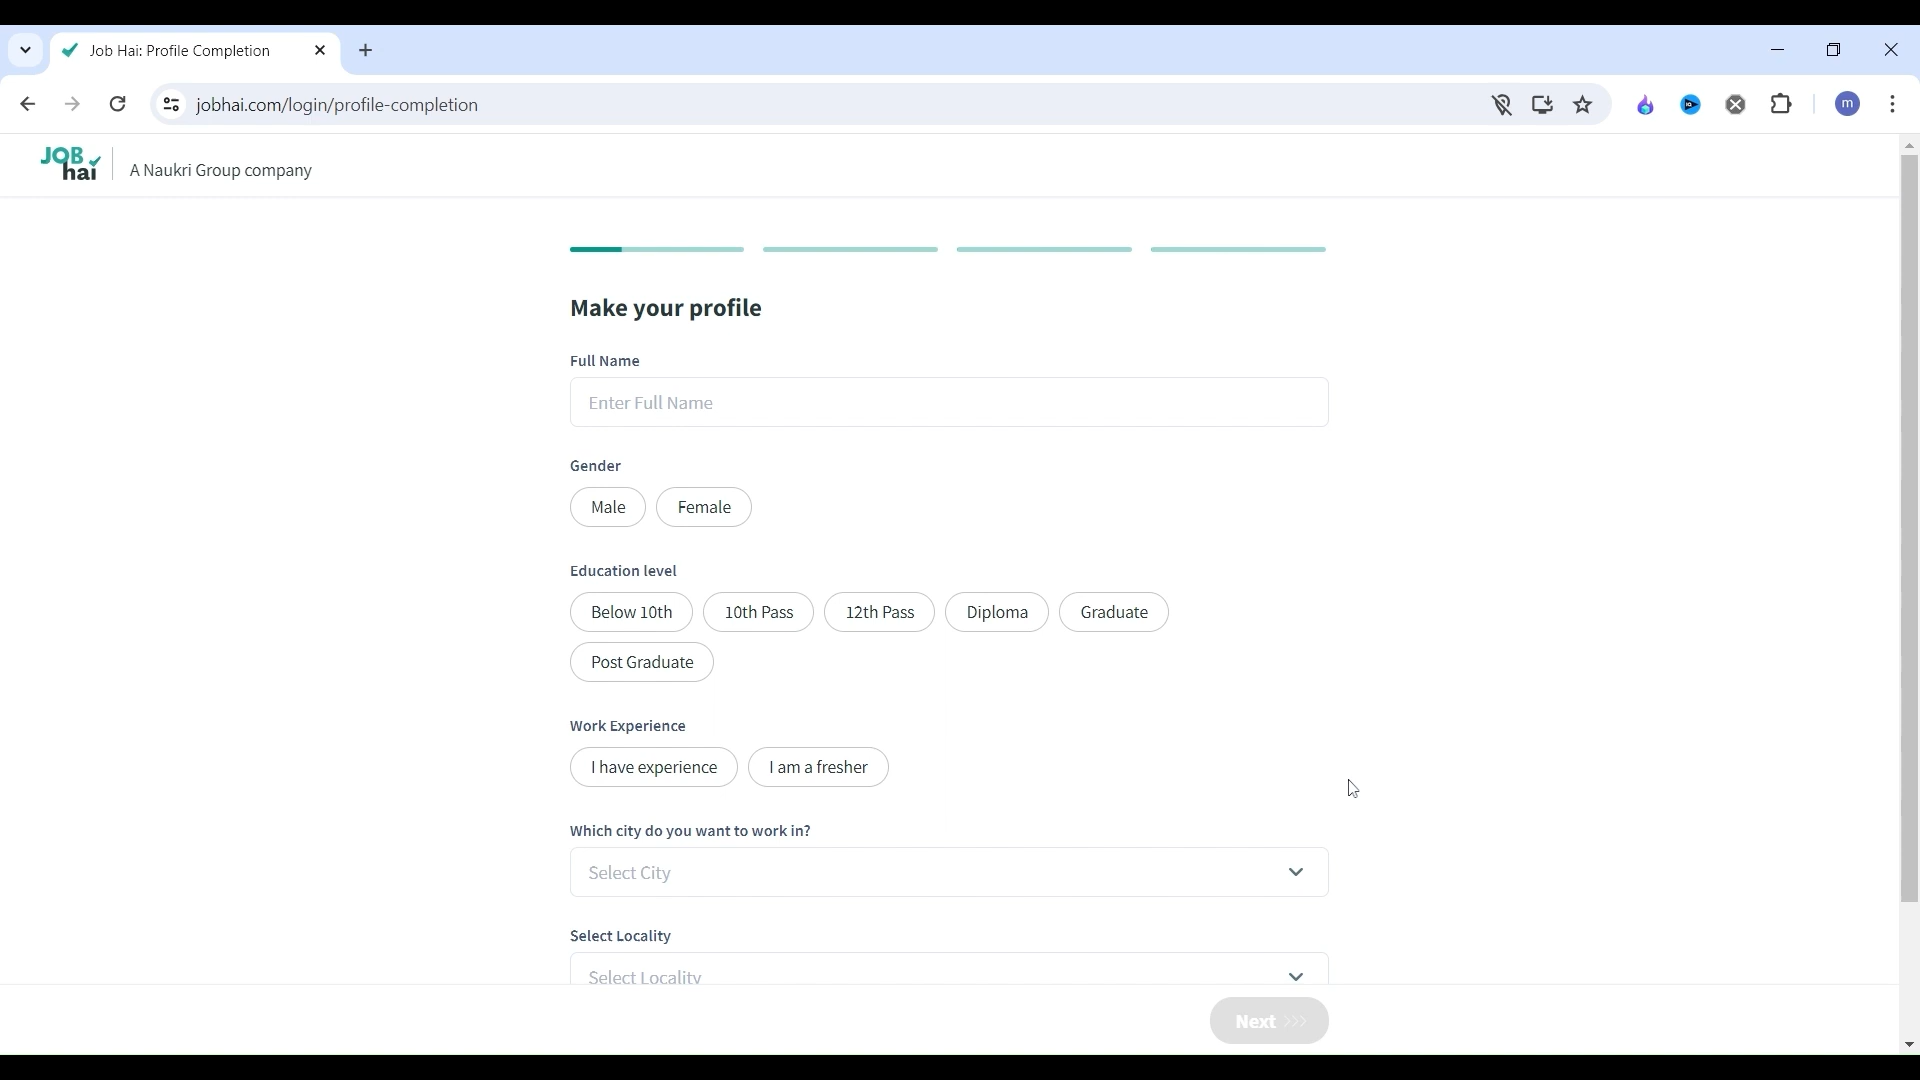 Job Hai: Profile Completion
jobhai.com/login/profile-completion
m
JOB
hai
A Naukri Group company
Make your profile
Full Name
Enter Full Name
Gender
Male Female
Education level
Below 10th 10th Pass 12th Pass Diploma Graduate
Post Graduate
Work Experience
I have experience I am a fresher
Which city do you want to work in?
Select City
Select Locality
Select Locality
Next >>>